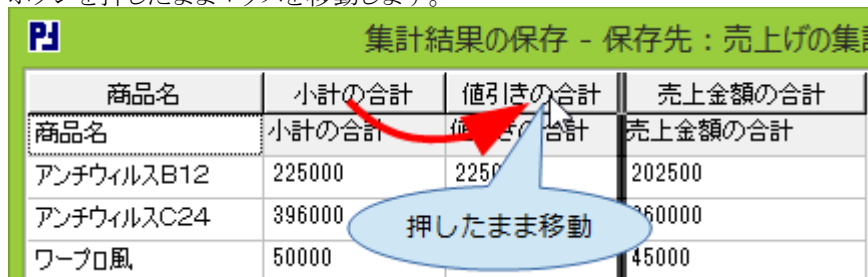 ボタンを押したままマウスを移動します。
集計結果の保存 - 保存先：売上げの集計
商品名 小計の合計 値引きの合計 売上金額の合計
商品名 小計の合計 合計 売上金額の合計
アンチウィルスB12 225000 225 202500
アンチウィルスC24 396000 360000
押したまま移動
ワープロ風 50000 45000